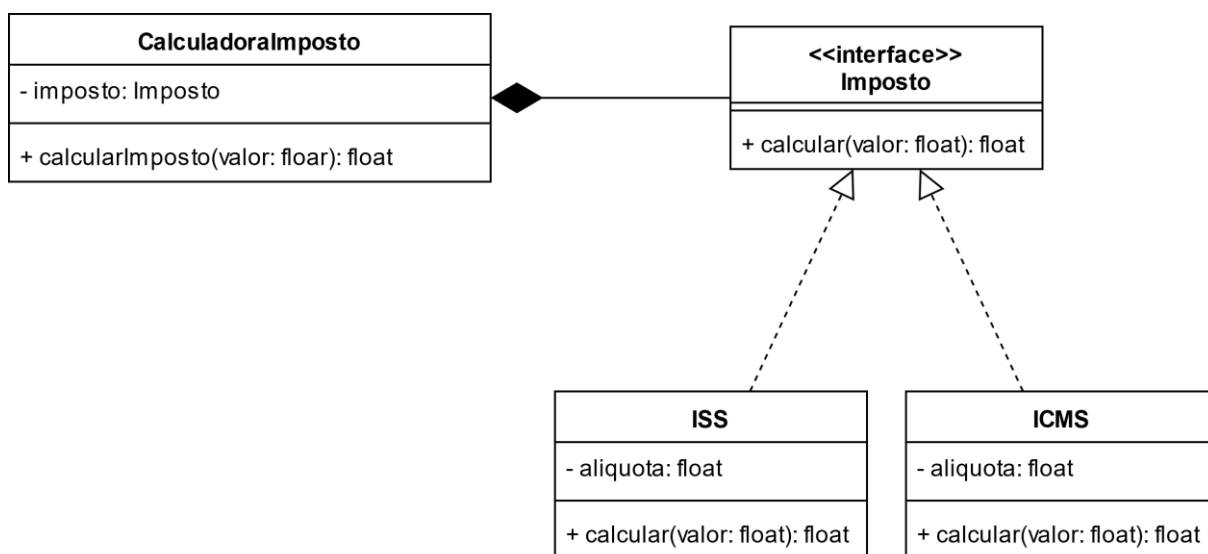 CalculadoraImposto
- imposto: Imposto
+ calcularImposto(valor: floar): float
<<interface>>
Imposto
+ calcular(valor: float): float
ISS
- aliquota: float
+ calcular(valor: float): float
ICMS
- aliquota: float
+ calcular(valor: float): float